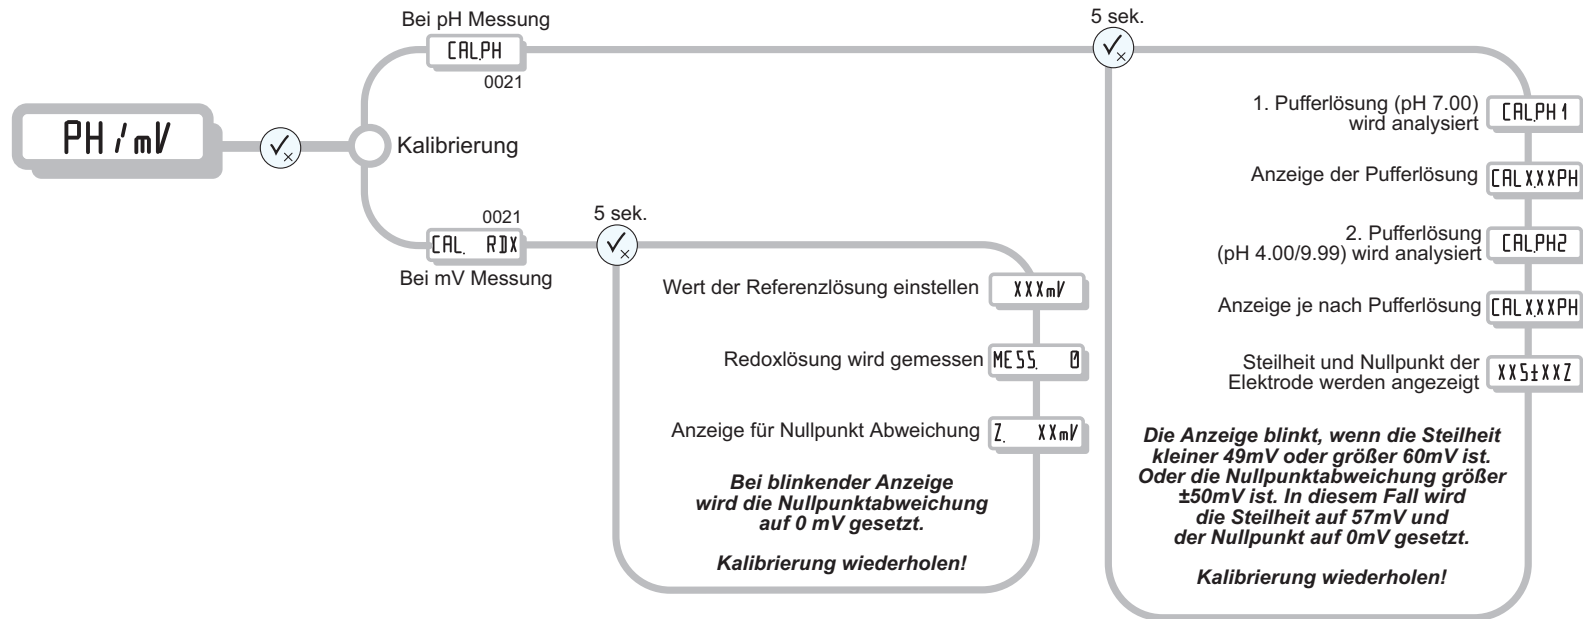 Bei pH Messung
CAL.PH
0021
PH / mV
Kalibrierung
0021
CAL. RDX
Bei mV Messung
5 sek.
Wert der Referenzlösung einstellen
XXXmV
Redoxlösung wird gemessen
MESS. 0
Anzeige für Nullpunkt Abweichung
Z. XXmV
Bei blinkender Anzeige
wird die Nullpunktabweichung
auf 0 mV gesetzt.
Kalibrierung wiederholen!
5 sek.
1. Pufferlösung (pH 7.00)
wird analysiert
CAL.PH1
Anzeige der Pufferlösung
CALX.XXPH
2. Pufferlösung
(pH 4.00/9.99) wird analysiert
CAL.PH2
Anzeige je nach Pufferlösung
CALX.XXPH
Steilheit und Nullpunkt der
Elektrode werden angezeigt
XXS±XXZ
Die Anzeige blinkt, wenn die Steilheit
kleiner 49mV oder größer 60mV ist.
Oder die Nullpunktabweichung größer
±50mV ist. In diesem Fall wird
die Steilheit auf 57mV und
der Nullpunkt auf 0mV gesetzt.
Kalibrierung wiederholen!